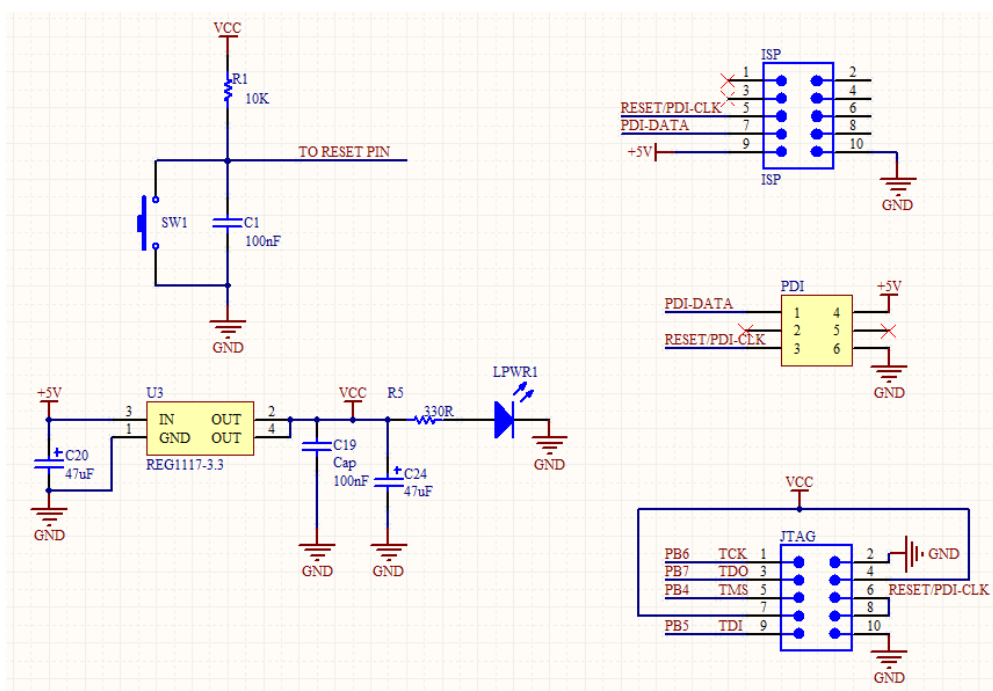 VCC
R1
10K
TO RESET PIN
SW1
C1
100nF
GND
ISP
1 2
3 4
RESET/PDI-CLK 5 6
PDI-DATA 7 8
+5V 9 10
ISP
GND
PDI
+5V
PDI-DATA 1 4
2 5
RESET/PDI-CLK 3 6
GND
+5V
U3
VCC
R5
LPWR1
3 IN OUT 2
1 GND OUT 4
REG1117-3.3
330R
C20
47uF
C19
Cap
100nF
C24
47uF
GND
GND
GND
GND
VCC
JTAG
PB6 TCK 1 2 GND
PB7 TDO 3 4
PB4 TMS 5 6 RESET/PDI-CLK
7 8
PB5 TDI 9 10
GND